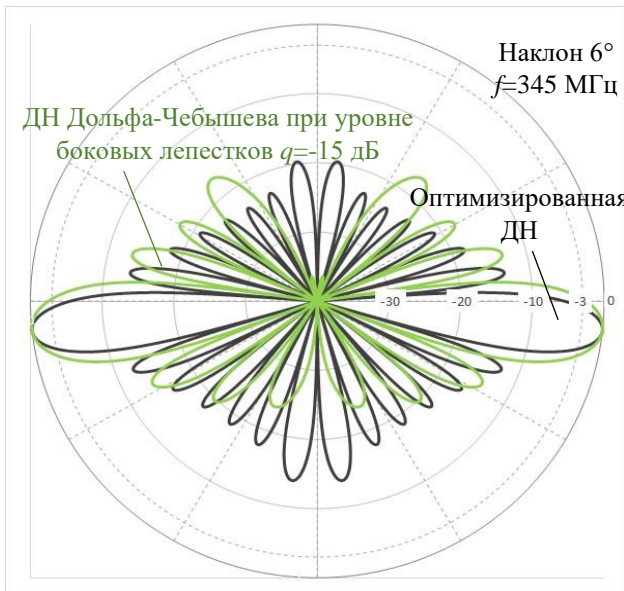 Наклон 6°
f=345 МГц
ДН Дольфа-Чебышева при уровне
боковых лепестков q=-15 дБ
Оптимизированная
ДН
-30 -20 -10 -3 0